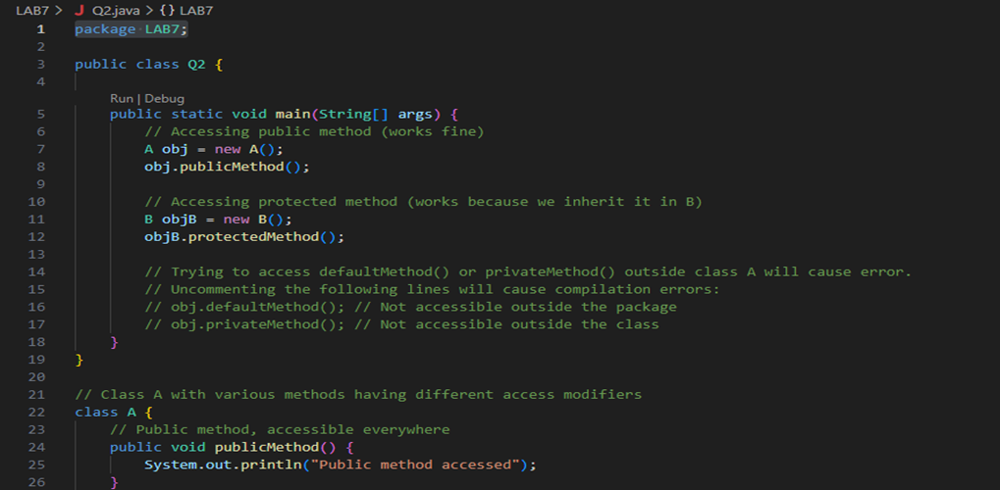 LAB7 > J Q2.java > {} LAB7
1 package LAB7;
2
3 public class Q2 {
4
Run | Debug
5 public static void main(String[] args) {
6 // Accessing public method (works fine)
7 A obj = new A();
8 obj.publicMethod();
9
10 // Accessing protected method (works because we inherit it in B)
11 B objB = new B();
12 objB.protectedMethod();
13
14 // Trying to access defaultMethod() or privateMethod() outside class A will cause error.
15 // Uncommenting the following lines will cause compilation errors:
16 // obj.defaultMethod(); // Not accessible outside the package
17 // obj.privateMethod(); // Not accessible outside the class
18 }
19 }
20
21 // Class A with various methods having different access modifiers
22 class A {
23 // Public method, accessible everywhere
24 public void publicMethod() {
25 System.out.println("Public method accessed");
26 }